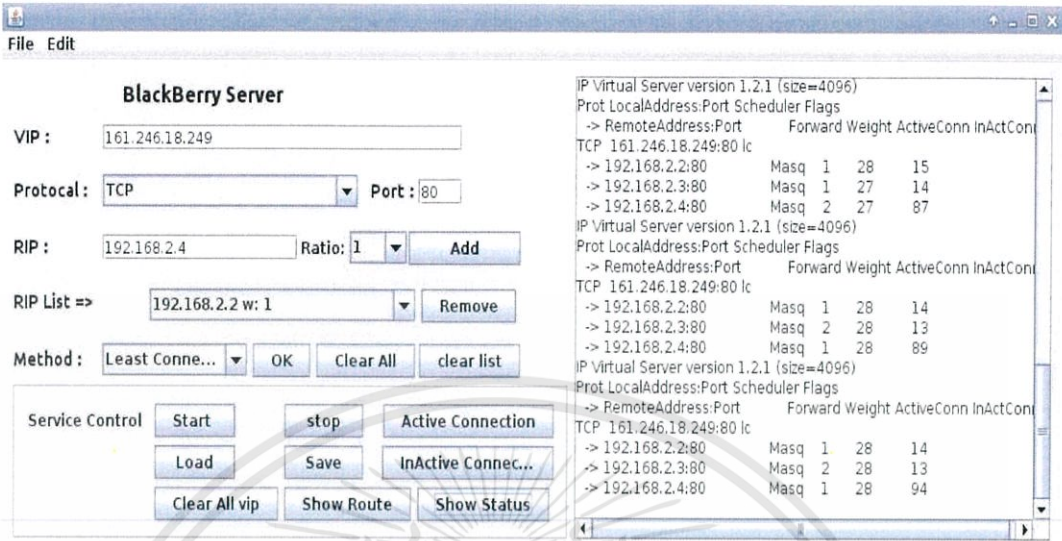 File Edit
BlackBerry Server
VIP : 161.246.18.249
Protocal : TCP Port : 80
RIP : 192.168.2.4 Ratio: 1 Add
RIP List => 192.168.2.2 w: 1 Remove
Method : Least Conne... OK Clear All clear list
Service Control Start stop Active Connection
Load Save InActive Connec...
Clear All vip Show Route Show Status
IP Virtual Server version 1.2.1 (size=4096)
Prot LocalAddress:Port Scheduler Flags
-> RemoteAddress:Port Forward Weight ActiveConn InActConn
TCP 161.246.18.249:80 lc
-> 192.168.2.2:80 Masq 1 28 15
-> 192.168.2.3:80 Masq 1 27 14
-> 192.168.2.4:80 Masq 2 27 87
IP Virtual Server version 1.2.1 (size=4096)
Prot LocalAddress:Port Scheduler Flags
-> RemoteAddress:Port Forward Weight ActiveConn InActConn
TCP 161.246.18.249:80 lc
-> 192.168.2.2:80 Masq 1 28 14
-> 192.168.2.3:80 Masq 2 28 13
-> 192.168.2.4:80 Masq 1 28 89
IP Virtual Server version 1.2.1 (size=4096)
Prot LocalAddress:Port Scheduler Flags
-> RemoteAddress:Port Forward Weight ActiveConn InActConn
TCP 161.246.18.249:80 lc
-> 192.168.2.2:80 Masq 1 28 14
-> 192.168.2.3:80 Masq 2 28 13
-> 192.168.2.4:80 Masq 1 28 94